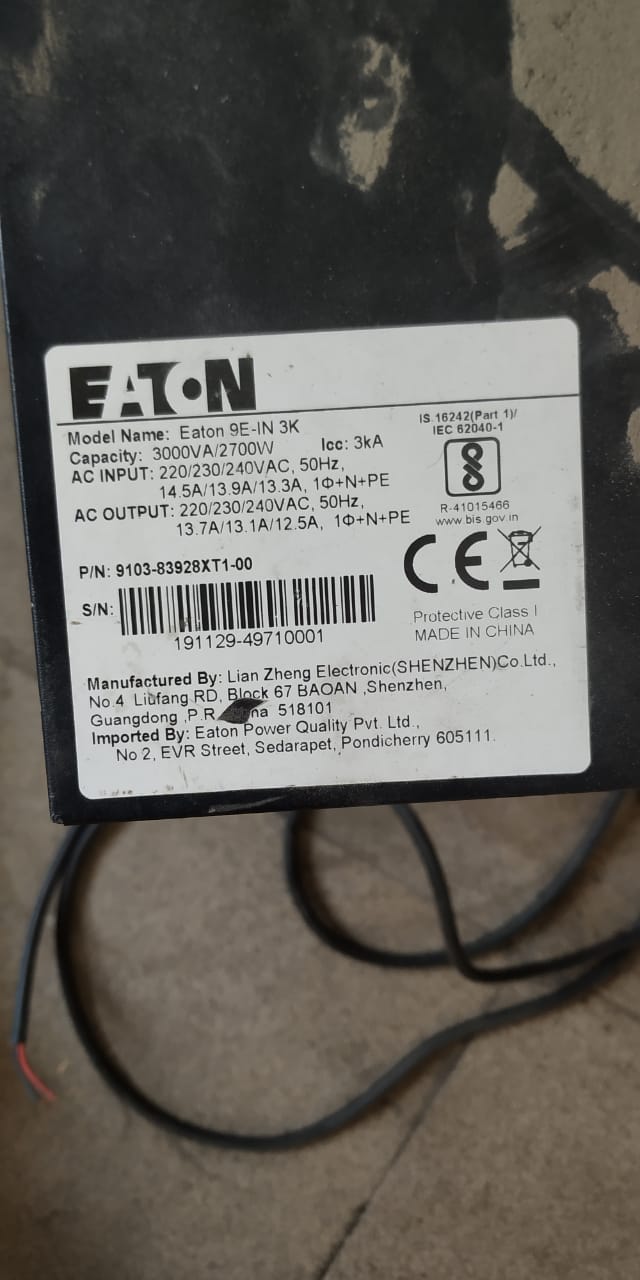 EATON
Model Name: Eaton 9E-IN 3K
Capacity: 3000VA/2700W Icc: 3kA
AC INPUT: 220/230/240VAC, 50Hz,
14.5A/13.9A/13.3A, 1Φ+N+PE
AC OUTPUT: 220/230/240VAC, 50Hz,
13.7A/13.1A/12.5A, 1Φ+N+PE
IS 16242(Part 1)/
IEC 62040-1
R-41015466
www.bis.gov.in
P/N: 9103-83928XT1-00
S/N:
191129-49710001
CE
Protective Class I
MADE IN CHINA
Manufactured By: Lian Zheng Electronic(SHENZHEN)Co.Ltd.,
No.4 Liufang RD, Block 67 BAOAN ,Shenzhen,
Guangdong ,P.R 518101
Imported By: Eaton Power Quality Pvt. Ltd.,
No 2, EVR Street, Sedarapet, Pondicherry 605111.